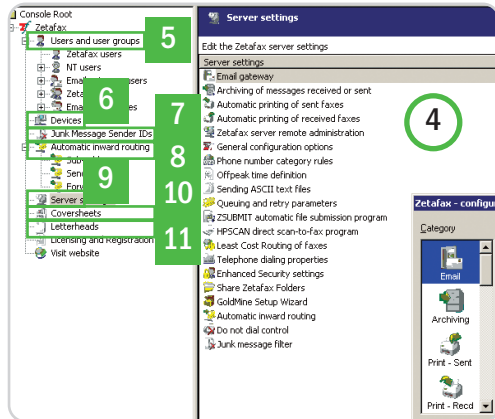 Console Root
Zetafax
Users and user groups
5
Zetafax users
NT users
Email users
6
Zeta
7
Email
Devices
Junk Message Sender IDs
Automatic inward routing
8
9
Send
10
Server
Coversheets
Letterheads
11
Licensing and Registration
Visit website
Server settings
Edit the Zetafax server settings
Server settings
Email gateway
Archiving of messages received or sent
Automatic printing of sent faxes
Automatic printing of received faxes
Zetafax server remote administration
General configuration options
Phone number category rules
Offpeak time definition
Sending ASCII text files
Queuing and retry parameters
ZSUBMIT automatic file submission program
HPSCAN direct scan-to-fax program
Least Cost Routing of faxes
Telephone dialing properties
Enhanced Security settings
Share Zetafax Folders
GoldMine Setup Wizard
Automatic inward routing
Do not dial control
Junk message filter
4
Zetafax - configu
Category
Email
Archiving
Print - Sent
Print - Recd